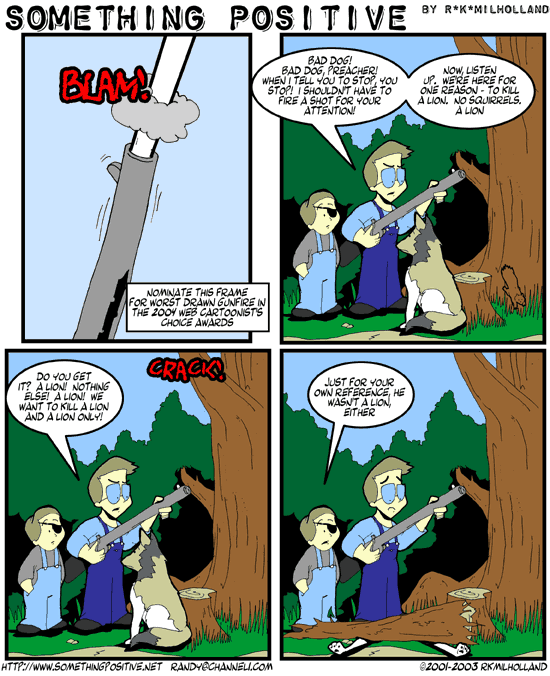 SOMETHING POSITIVE BY R*K*MILHOLLAND
BLAM!
NOMINATE THIS FRAME
FOR WORST DRAWN GUNFIRE IN
THE 2004 WEB CARTOONIST'S
CHOICE AWARDS
BAD DOG!
BAD DOG, PREACHER!
WHEN I TELL YOU TO STOP, YOU
STOP! I SHOULDN'T HAVE TO
FIRE A SHOT FOR YOUR
ATTENTION!
NOW, LISTEN
UP. WE'RE HERE FOR
ONE REASON - TO KILL
A LION. NO SQUIRRELS.
A LION
DO YOU GET
IT? A LION! NOTHING
ELSE! A LION! WE
WANT TO KILL A LION
AND A LION ONLY!
CRACK!
JUST FOR YOUR
OWN REFERENCE, HE
WASN'T A LION,
EITHER
HTTP://WWW.SOMETHINGPOSITIVE.NET RANDY@CHANNEL1.COM ©2001-2003 RKMILHOLLAND